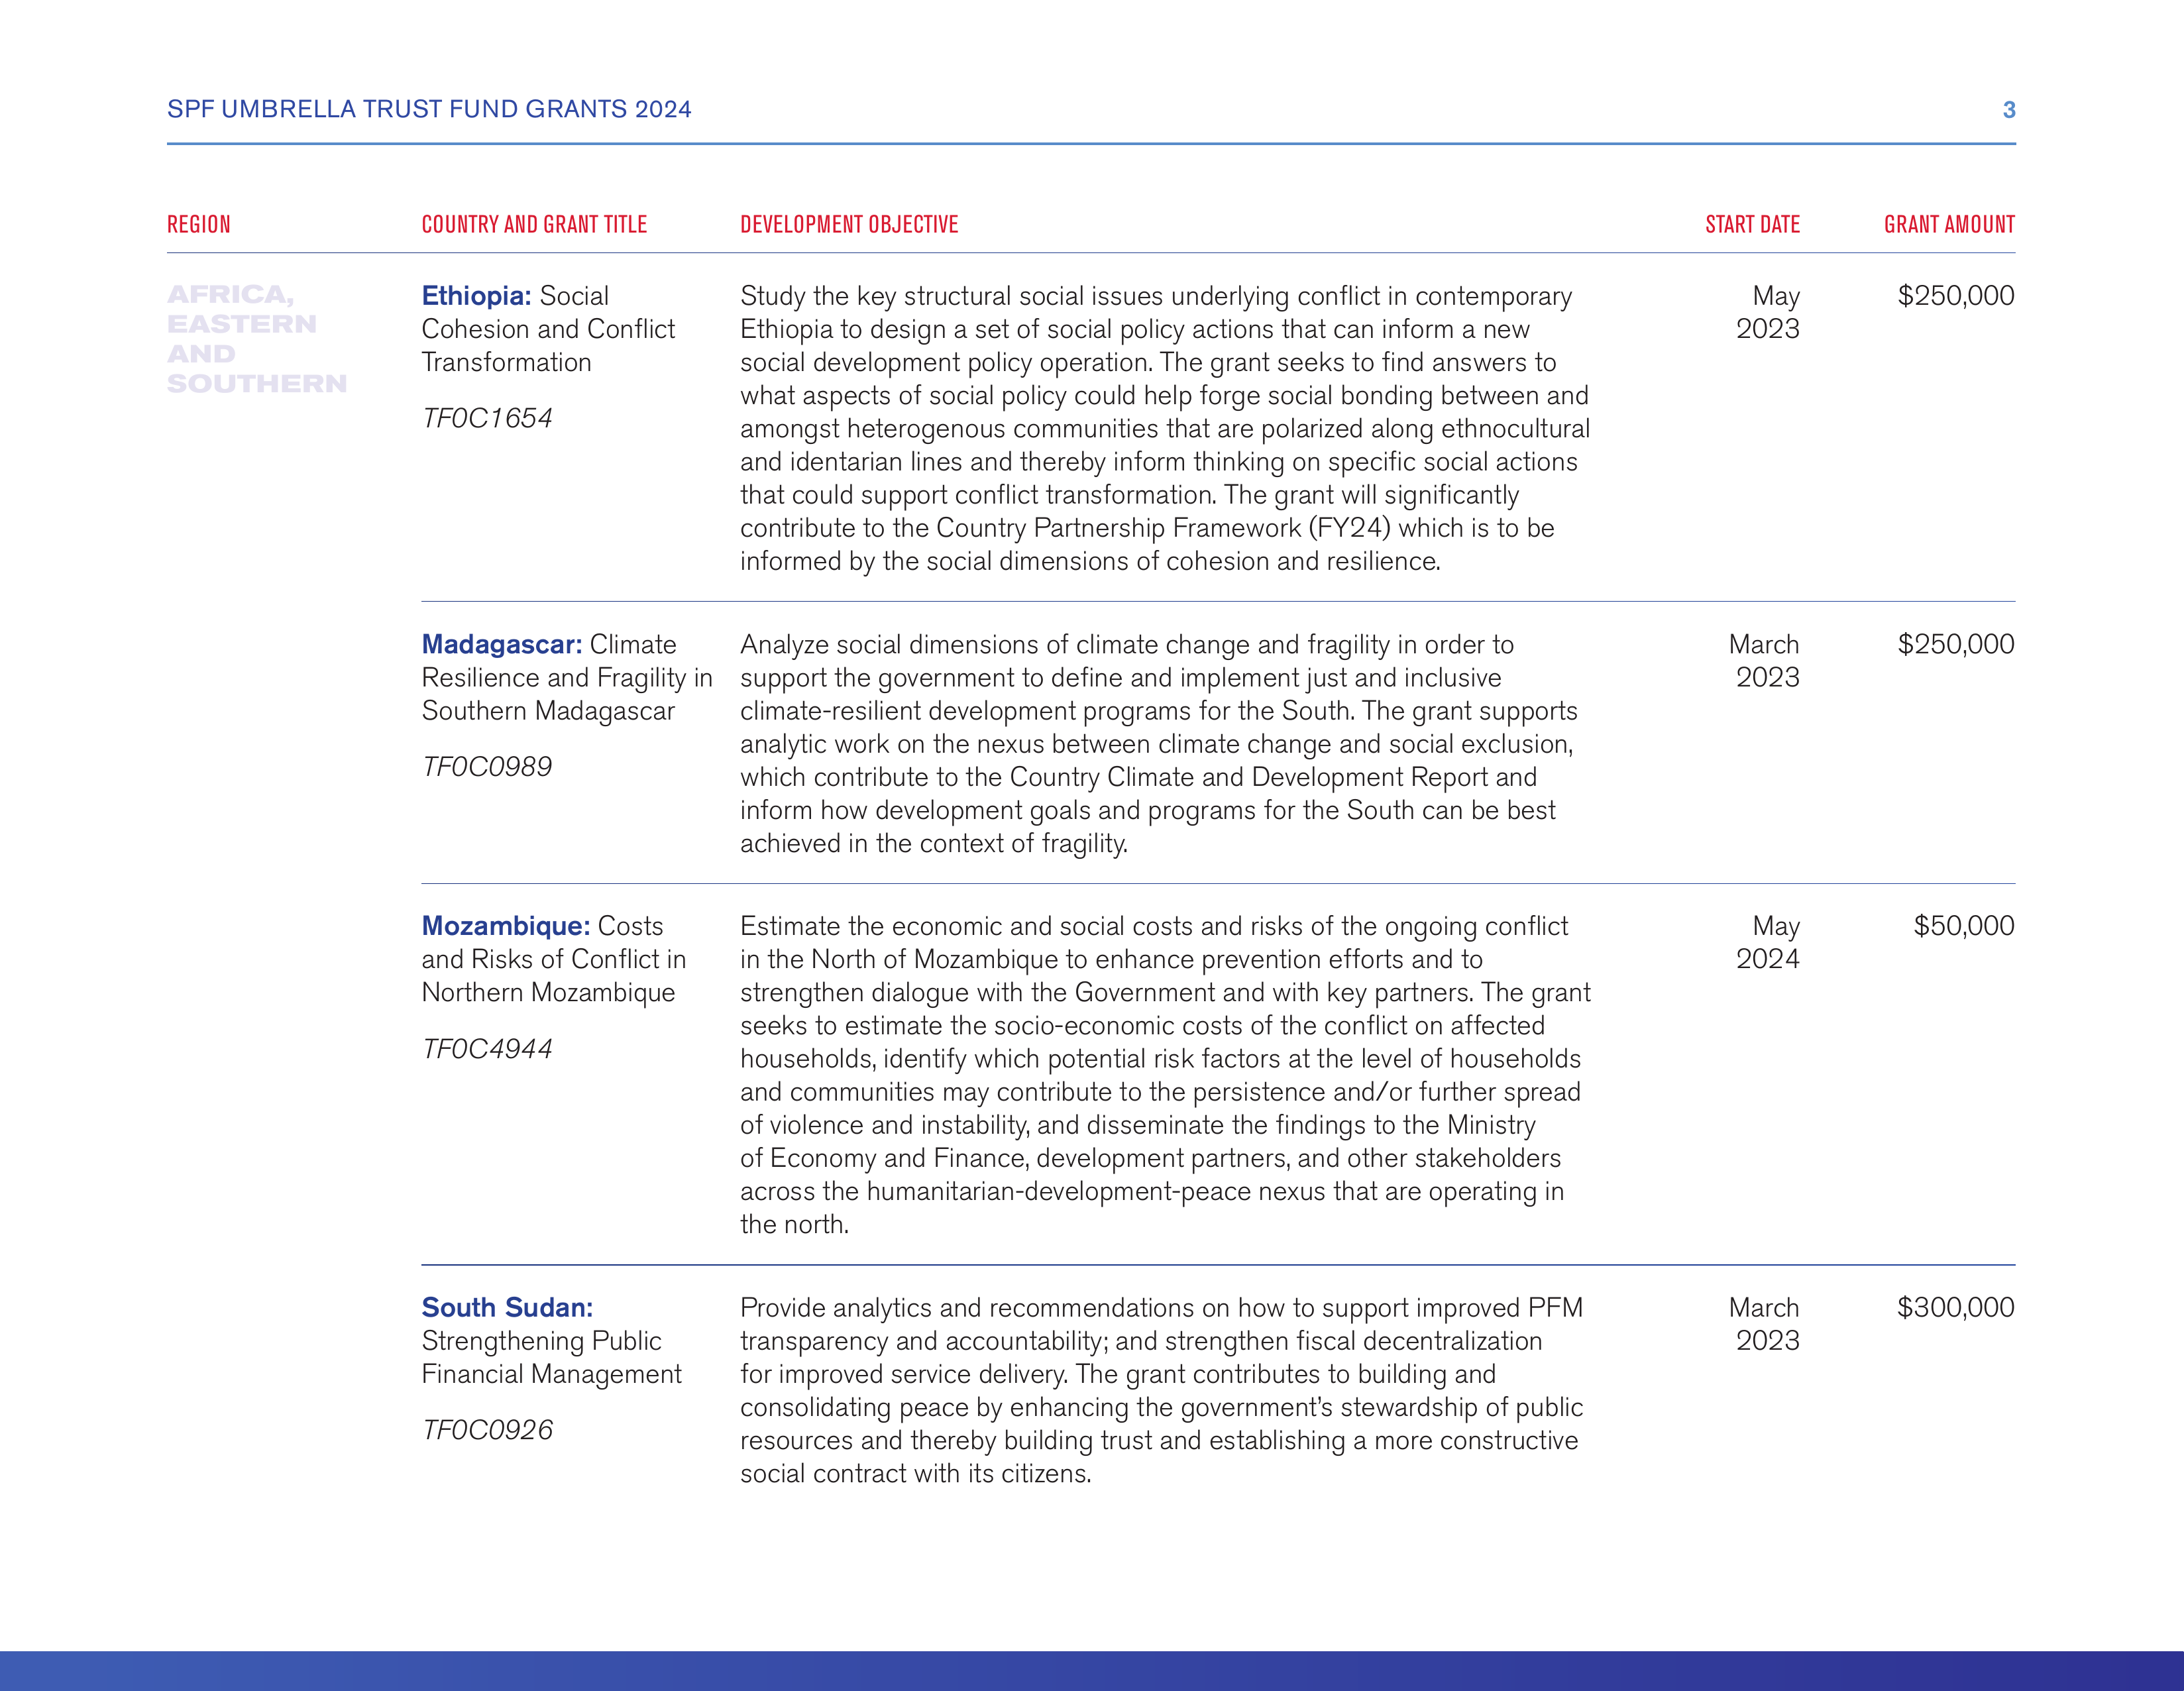 SPF UMBRELLA TRUST FUND GRANTS 2024
3
REGION
COUNTRY AND GRANT TITLE
DEVELOPMENT OBJECTIVE
START DATE
GRANT AMOUNT
AFRICA,
EASTERN
AND
SOUTHERN
Ethiopia: Social
Cohesion and Conflict
Transformation
TF0C1654
Study the key structural social issues underlying conflict in contemporary
Ethiopia to design a set of social policy actions that can inform a new
social development policy operation. The grant seeks to find answers to
what aspects of social policy could help forge social bonding between and
amongst heterogenous communities that are polarized along ethnocultural
and identarian lines and thereby inform thinking on specific social actions
that could support conflict transformation. The grant will significantly
contribute to the Country Partnership Framework (FY24) which is to be
informed by the social dimensions of cohesion and resilience.
May
2023
$250,000
Madagascar: Climate
Resilience and Fragility in
Southern Madagascar
TF0C0989
Analyze social dimensions of climate change and fragility in order to
support the government to define and implement just and inclusive
climate-resilient development programs for the South. The grant supports
analytic work on the nexus between climate change and social exclusion,
which contribute to the Country Climate and Development Report and
inform how development goals and programs for the South can be best
achieved in the context of fragility.
March
2023
$250,000
Mozambique: Costs
and Risks of Conflict in
Northern Mozambique
TF0C4944
Estimate the economic and social costs and risks of the ongoing conflict
in the North of Mozambique to enhance prevention efforts and to
strengthen dialogue with the Government and with key partners. The grant
seeks to estimate the socio-economic costs of the conflict on affected
households, identify which potential risk factors at the level of households
and communities may contribute to the persistence and/or further spread
of violence and instability, and disseminate the findings to the Ministry
of Economy and Finance, development partners, and other stakeholders
across the humanitarian-development-peace nexus that are operating in
the north.
May
2024
$50,000
South Sudan:
Strengthening Public
Financial Management
TF0C0926
Provide analytics and recommendations on how to support improved PFM
transparency and accountability; and strengthen fiscal decentralization
for improved service delivery. The grant contributes to building and
consolidating peace by enhancing the government’s stewardship of public
resources and thereby building trust and establishing a more constructive
social contract with its citizens.
March
2023
$300,000